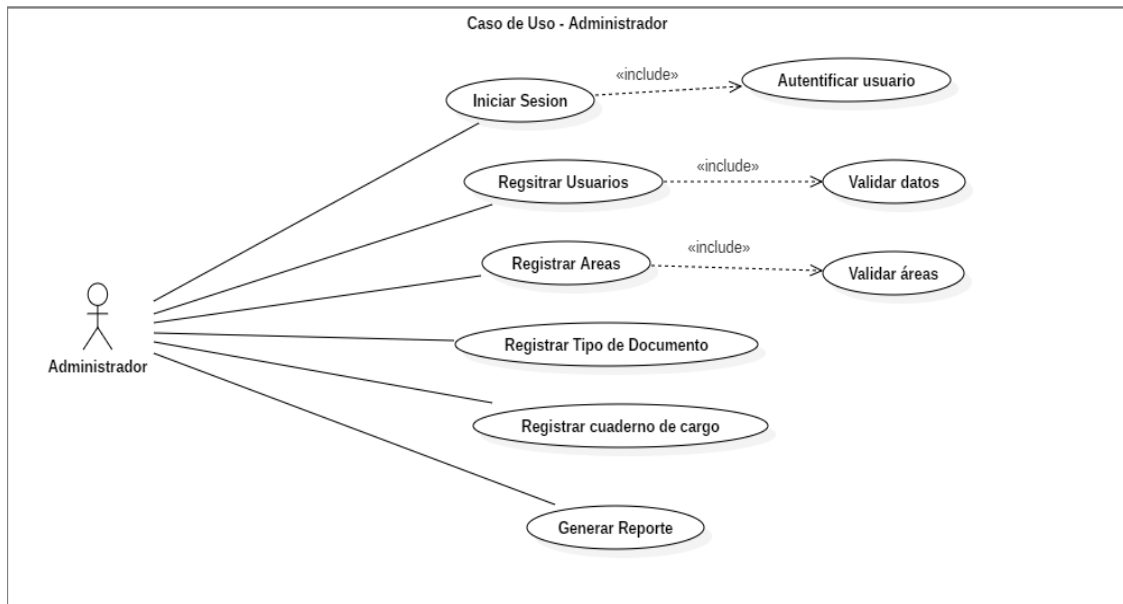 Caso de Uso - Administrador
«include»
Autentificar usuario
Iniciar Sesion
«include»
Regsitrar Usuarios
Validar datos
«include»
Registrar Areas
Validar áreas
Registrar Tipo de Documento
Administrador
Registrar cuaderno de cargo
Generar Reporte